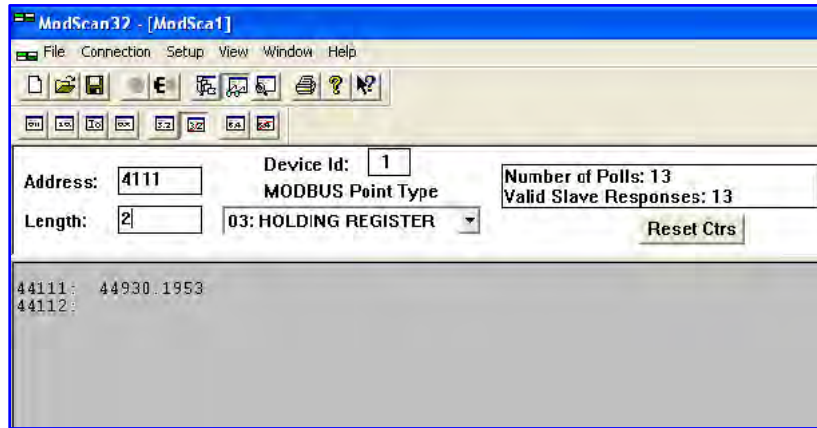 ModScan32 - [ModSca1]
File Connection Setup View Window Help
Address: 4111
Device Id: 1
MODBUS Point Type
Length: 2
03: HOLDING REGISTER
Number of Polls: 13
Valid Slave Responses: 13
Reset Ctrs
44111: 44930.1953
44112: